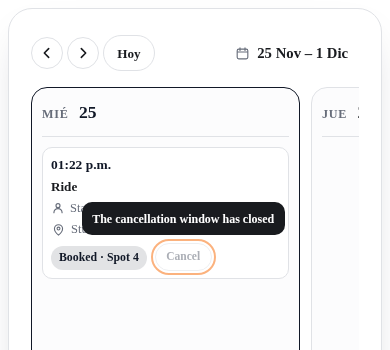 Hoy
25 Nov – 1 Dic
MIÉ 25
JUE
01:22 p.m.
Ride
The cancellation window has closed
Booked · Spot 4
Cancel